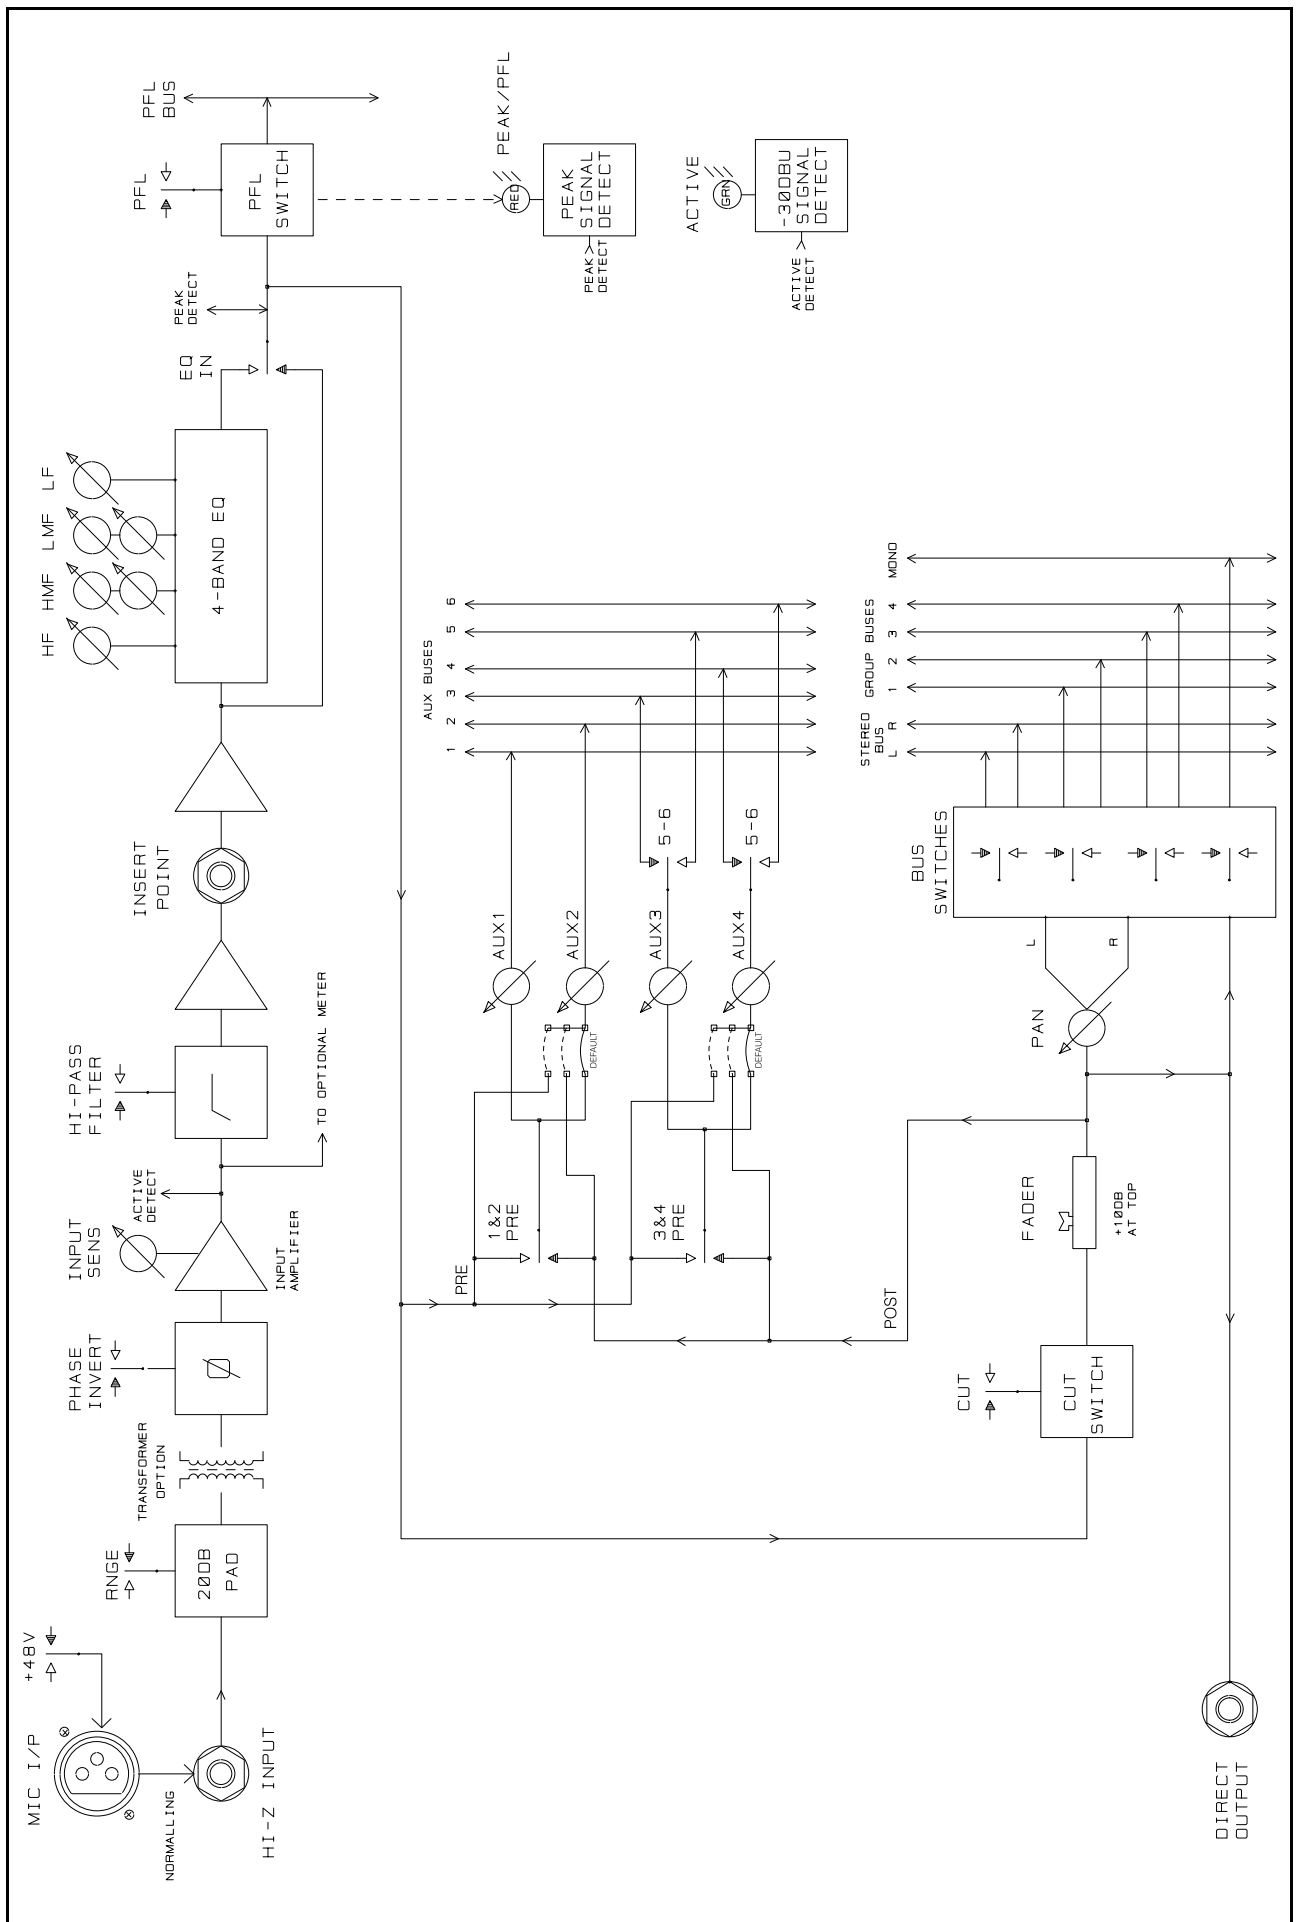 MIC I/P
+48V
NORMALLING
HI-Z INPUT
RNGE
20DB
PAD
TRANSFORMER
OPTION
PHASE
INVERT
INPUT
SENS
INPUT
AMPLIFIER
ACTIVE
DETECT
TO OPTIONAL METER
HI-PASS
FILTER
INSERT
POINT
HF
HMF
LMF
LF
4-BAND EQ
EQ
IN
PEAK
DETECT
PFL
PFL
SWITCH
PFL
BUS
PEAK/PFL
RED
PEAK
SIGNAL
DETECT
PEAK
DETECT
ACTIVE
GRN
-30DBU
SIGNAL
DETECT
ACTIVE
DETECT
PRE
1&2
PRE
3&4
PRE
POST
DEFAULT
DEFAULT
AUX1
AUX2
AUX3
AUX4
5-6
5-6
AUX BUSES
1
2
3
4
5
6
CUT
CUT
SWITCH
FADER
+10DB
AT TOP
PAN
L
R
BUS
SWITCHES
STEREO
BUS
L
R
GROUP BUSES
1
2
3
4
MONO
DIRECT
OUTPUT